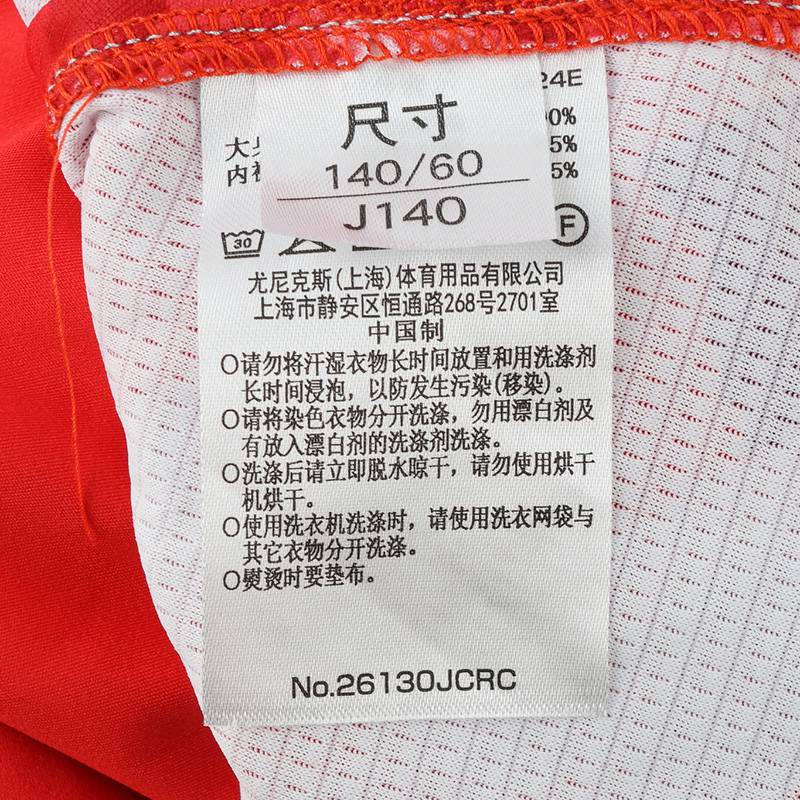 24E
尺寸
140/60
J140
0%
5%
5%
30
F
尤尼克斯(上海)体育用品有限公司
上海市静安区恒通路268号2701室
中国制
○请勿将汗湿衣物长时间放置和用洗涤剂
长时间浸泡，以防发生污染(移染)。
○请将染色衣物分开洗涤，勿用漂白剂及
有放入漂白剂的洗涤剂洗涤。
○洗涤后请立即脱水晾干，请勿使用烘干
机烘干。
○使用洗衣机洗涤时，请使用洗衣网袋与
其它衣物分开洗涤。
○熨烫时要垫布。
No.26130JCRC